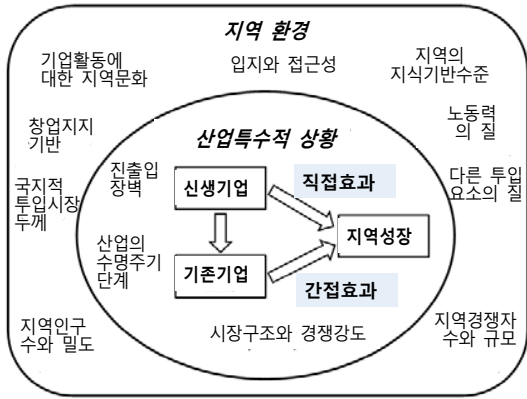 지역 환경
기업활동에
대한 지역문화
입지와 접근성
지역의
지식기반수준
창업지지
기반
산업특수적 상황
노동력
의 질
진출입
장벽
신생기업
직접효과
다른 투입
요소의 질
국지적
투입시장
두께
지역성장
산업의
수명주기
단계
기존기업
간접효과
지역인구
수와 밀도
시장구조와 경쟁강도
지역경쟁자
수와 규모